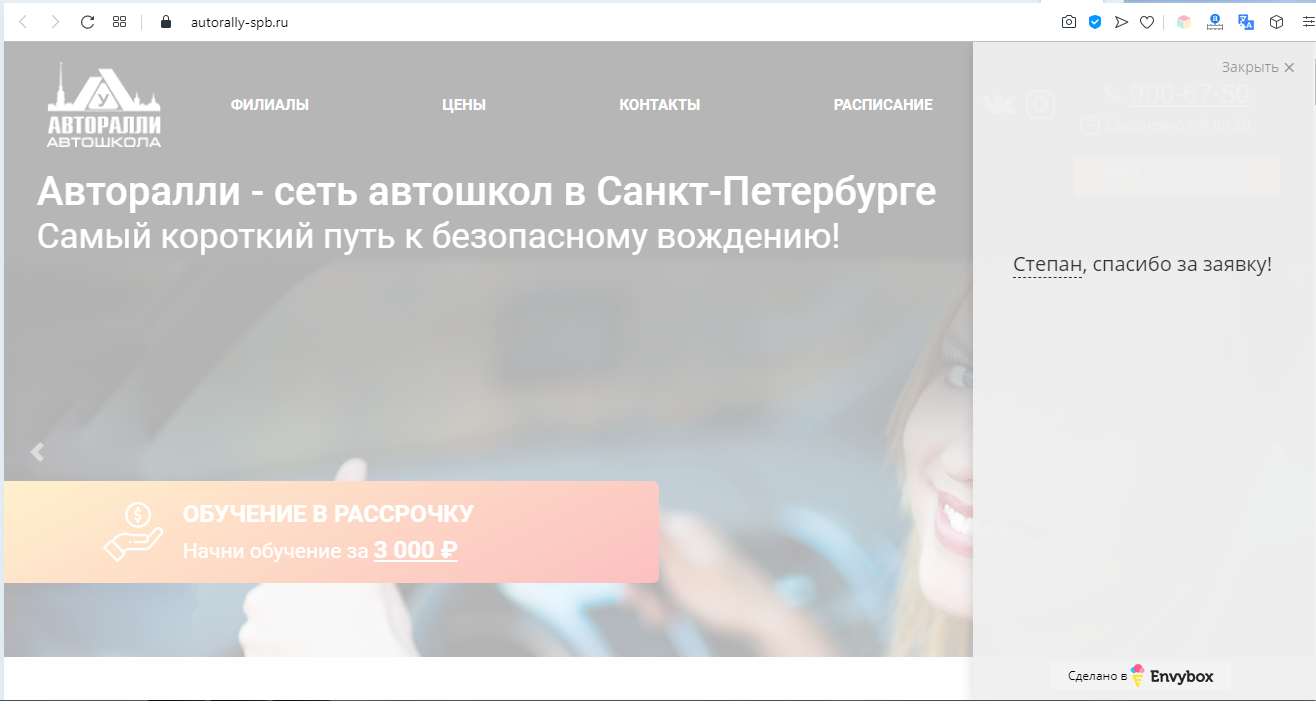 autorally-spb.ru
Закрыть ×
У
АВТОРАЛЛИ
АВТОШКОЛА
ФИЛИАЛЫ
ЦЕНЫ
КОНТАКТЫ
РАСПИСАНИЕ
900-67-50
Ежедневно с 9 до 20
Авторалли - сеть автошкол в Санкт-Петербурге
Самый короткий путь к безопасному вождению!
Степан, спасибо за заявку!
ОБУЧЕНИЕ В РАССРОЧКУ
Начни обучение за 3 000 ₽
Сделано в Envybox